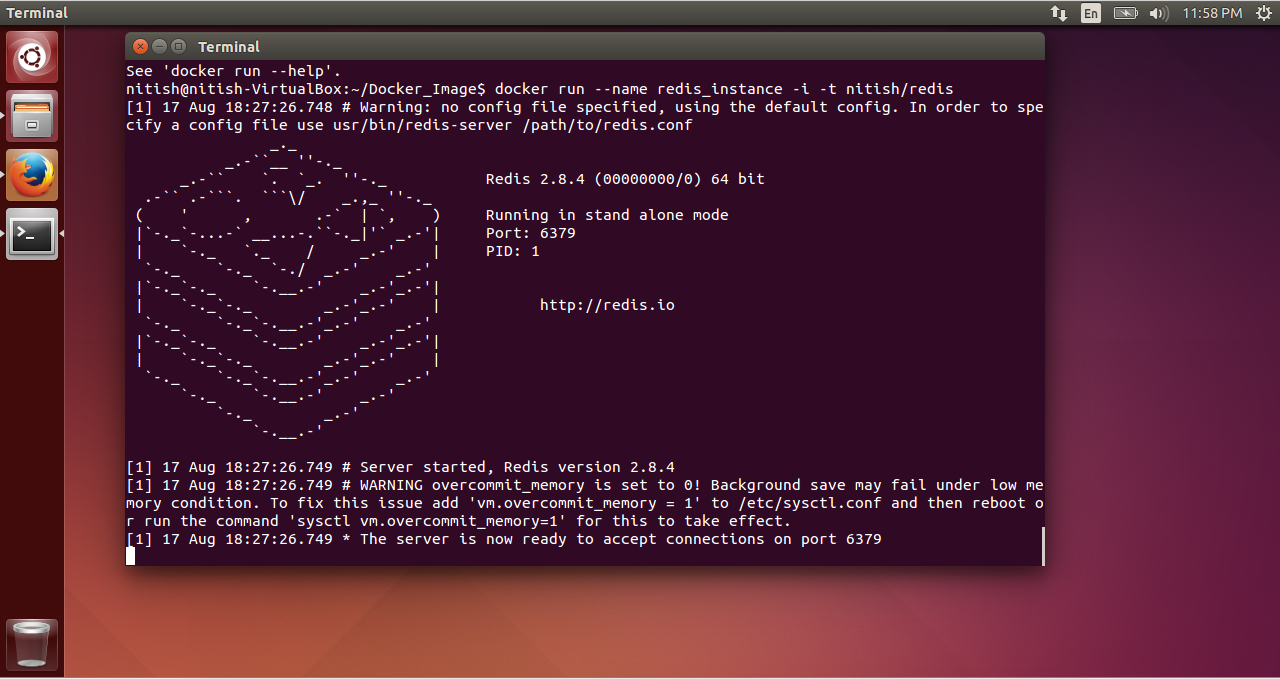 Terminal
En
11:58 PM
Terminal
See 'docker run --help'.
nitish@nitish-VirtualBox:~/Docker_Image$ docker run --name redis_instance -i -t nitish/redis
[1] 17 Aug 18:27:26.748 # Warning: no config file specified, using the default config. In order to spe
cify a config file use usr/bin/redis-server /path/to/redis.conf
Redis 2.8.4 (00000000/0) 64 bit
Running in stand alone mode
Port: 6379
PID: 1
http://redis.io
[1] 17 Aug 18:27:26.749 # Server started, Redis version 2.8.4
[1] 17 Aug 18:27:26.749 # WARNING overcommit_memory is set to 0! Background save may fail under low me
mory condition. To fix this issue add 'vm.overcommit_memory = 1' to /etc/sysctl.conf and then reboot o
r run the command 'sysctl vm.overcommit_memory=1' for this to take effect.
[1] 17 Aug 18:27:26.749 * The server is now ready to accept connections on port 6379